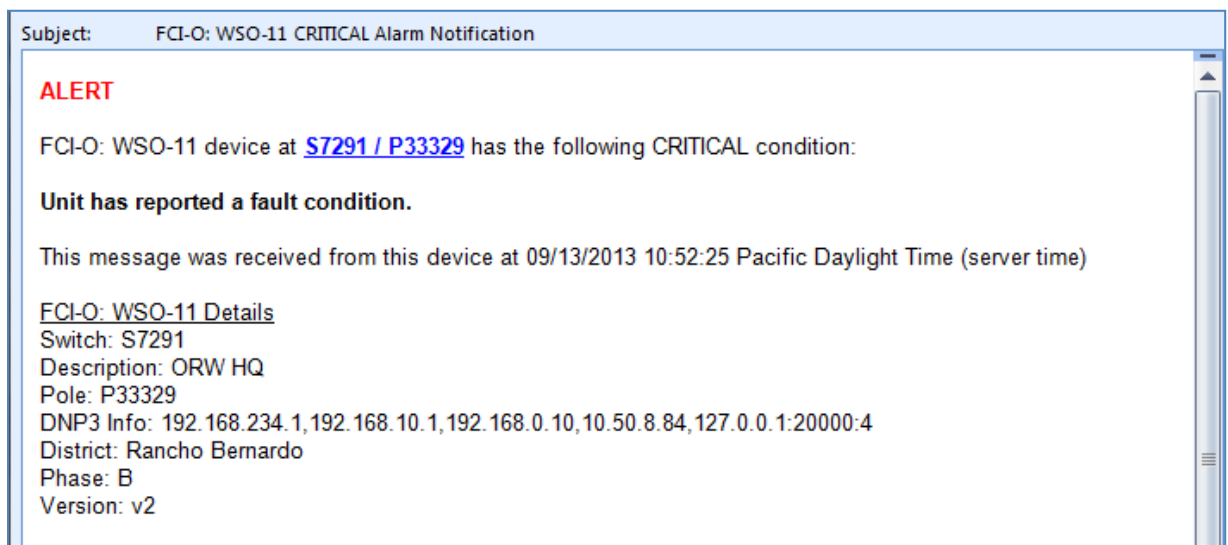 Subject: FCI-O: WSO-11 CRITICAL Alarm Notification
ALERT
FCI-O: WSO-11 device at S7291 / P33329 has the following CRITICAL condition:
Unit has reported a fault condition.
This message was received from this device at 09/13/2013 10:52:25 Pacific Daylight Time (server time)
FCI-O: WSO-11 Details
Switch: S7291
Description: ORW HQ
Pole: P33329
DNP3 Info: 192.168.234.1,192.168.10.1,192.168.0.10,10.50.8.84,127.0.0.1:20000:4
District: Rancho Bernardo
Phase: B
Version: v2